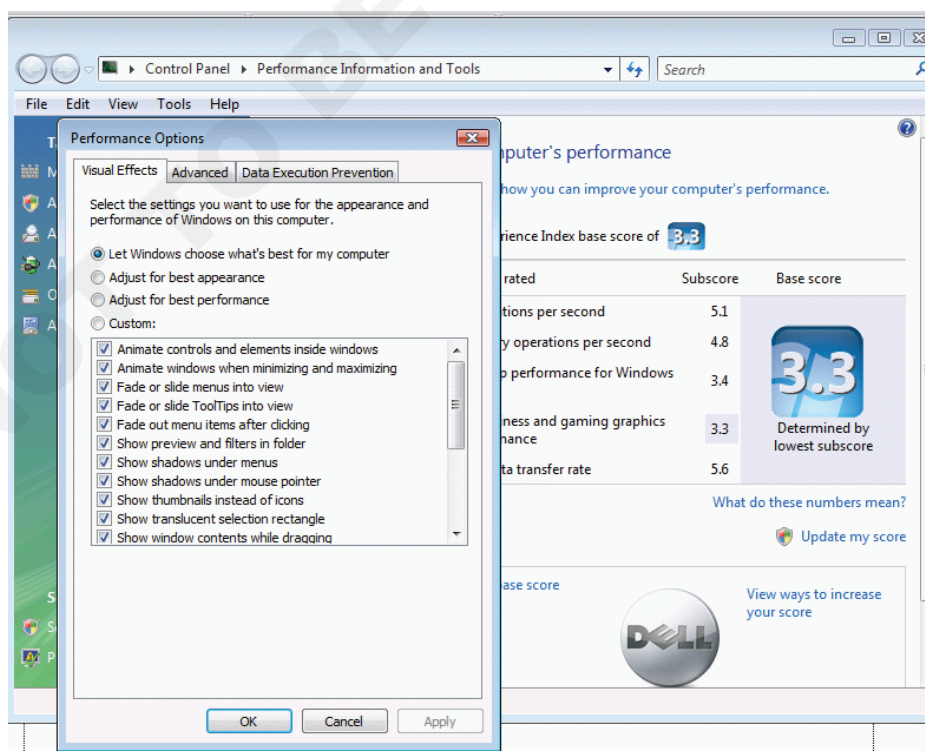 Control Panel ▸ Performance Information and Tools
Search
File Edit View Tools Help
Performance Options
Visual Effects
Advanced
Data Execution Prevention
Select the settings you want to use for the appearance and
performance of Windows on this computer.
Let Windows choose what's best for my computer
Adjust for best appearance
Adjust for best performance
Custom:
Animate controls and elements inside windows
Animate windows when minimizing and maximizing
Fade or slide menus into view
Fade or slide ToolTips into view
Fade out menu items after clicking
Show preview and filters in folder
Show shadows under menus
Show shadows under mouse pointer
Show thumbnails instead of icons
Show translucent selection rectangle
Show window contents while dragging
OK
Cancel
Apply
nputer's performance
how you can improve your computer's performance.
rience Index base score of 3.3
rated Subscore Base score
tions per second 5.1
y operations per second 4.8
p performance for Windows 3.4
ness and gaming graphics
nance 3.3
ta transfer rate 5.6
3.3
Determined by
lowest subscore
What do these numbers mean?
Update my score
ase score
DELL
View ways to increase
your score
NOT TO BE